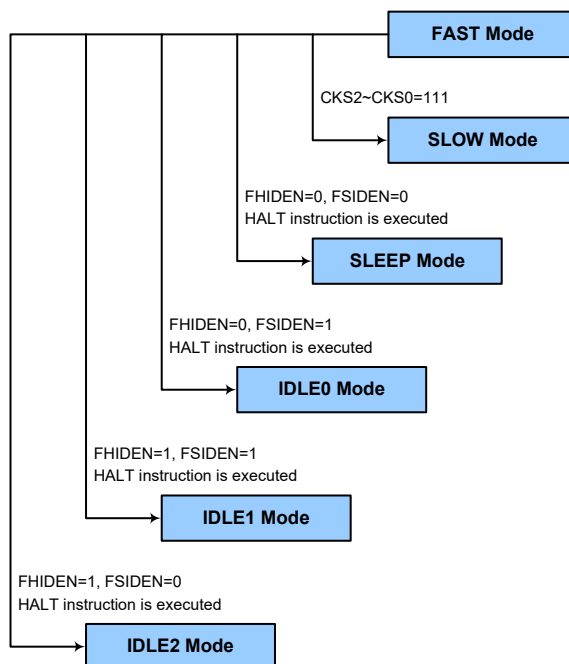 FAST Mode
CKS2~CKS0=111
SLOW Mode
FHIDEN=0, FSIDEN=0
HALT instruction is executed
SLEEP Mode
FHIDEN=0, FSIDEN=1
HALT instruction is executed
IDLE0 Mode
FHIDEN=1, FSIDEN=1
HALT instruction is executed
IDLE1 Mode
FHIDEN=1, FSIDEN=0
HALT instruction is executed
IDLE2 Mode